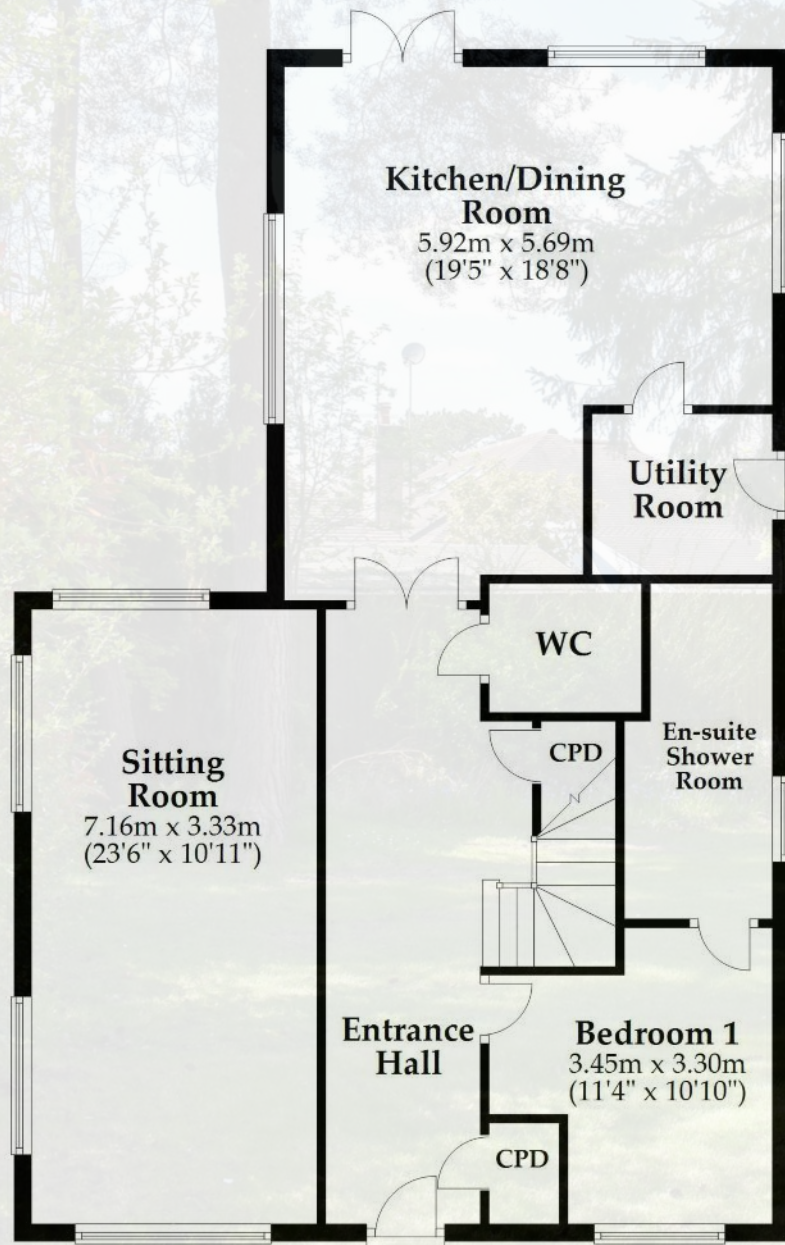 Kitchen/Dining
Room
5.92m x 5.69m
(19'5" x 18'8")
Utility
Room
WC
CPD
En-suite
Shower
Room
Sitting
Room
7.16m x 3.33m
(23'6" x 10'11")
Entrance
Hall
Bedroom 1
3.45m x 3.30m
(11'4" x 10'10")
CPD